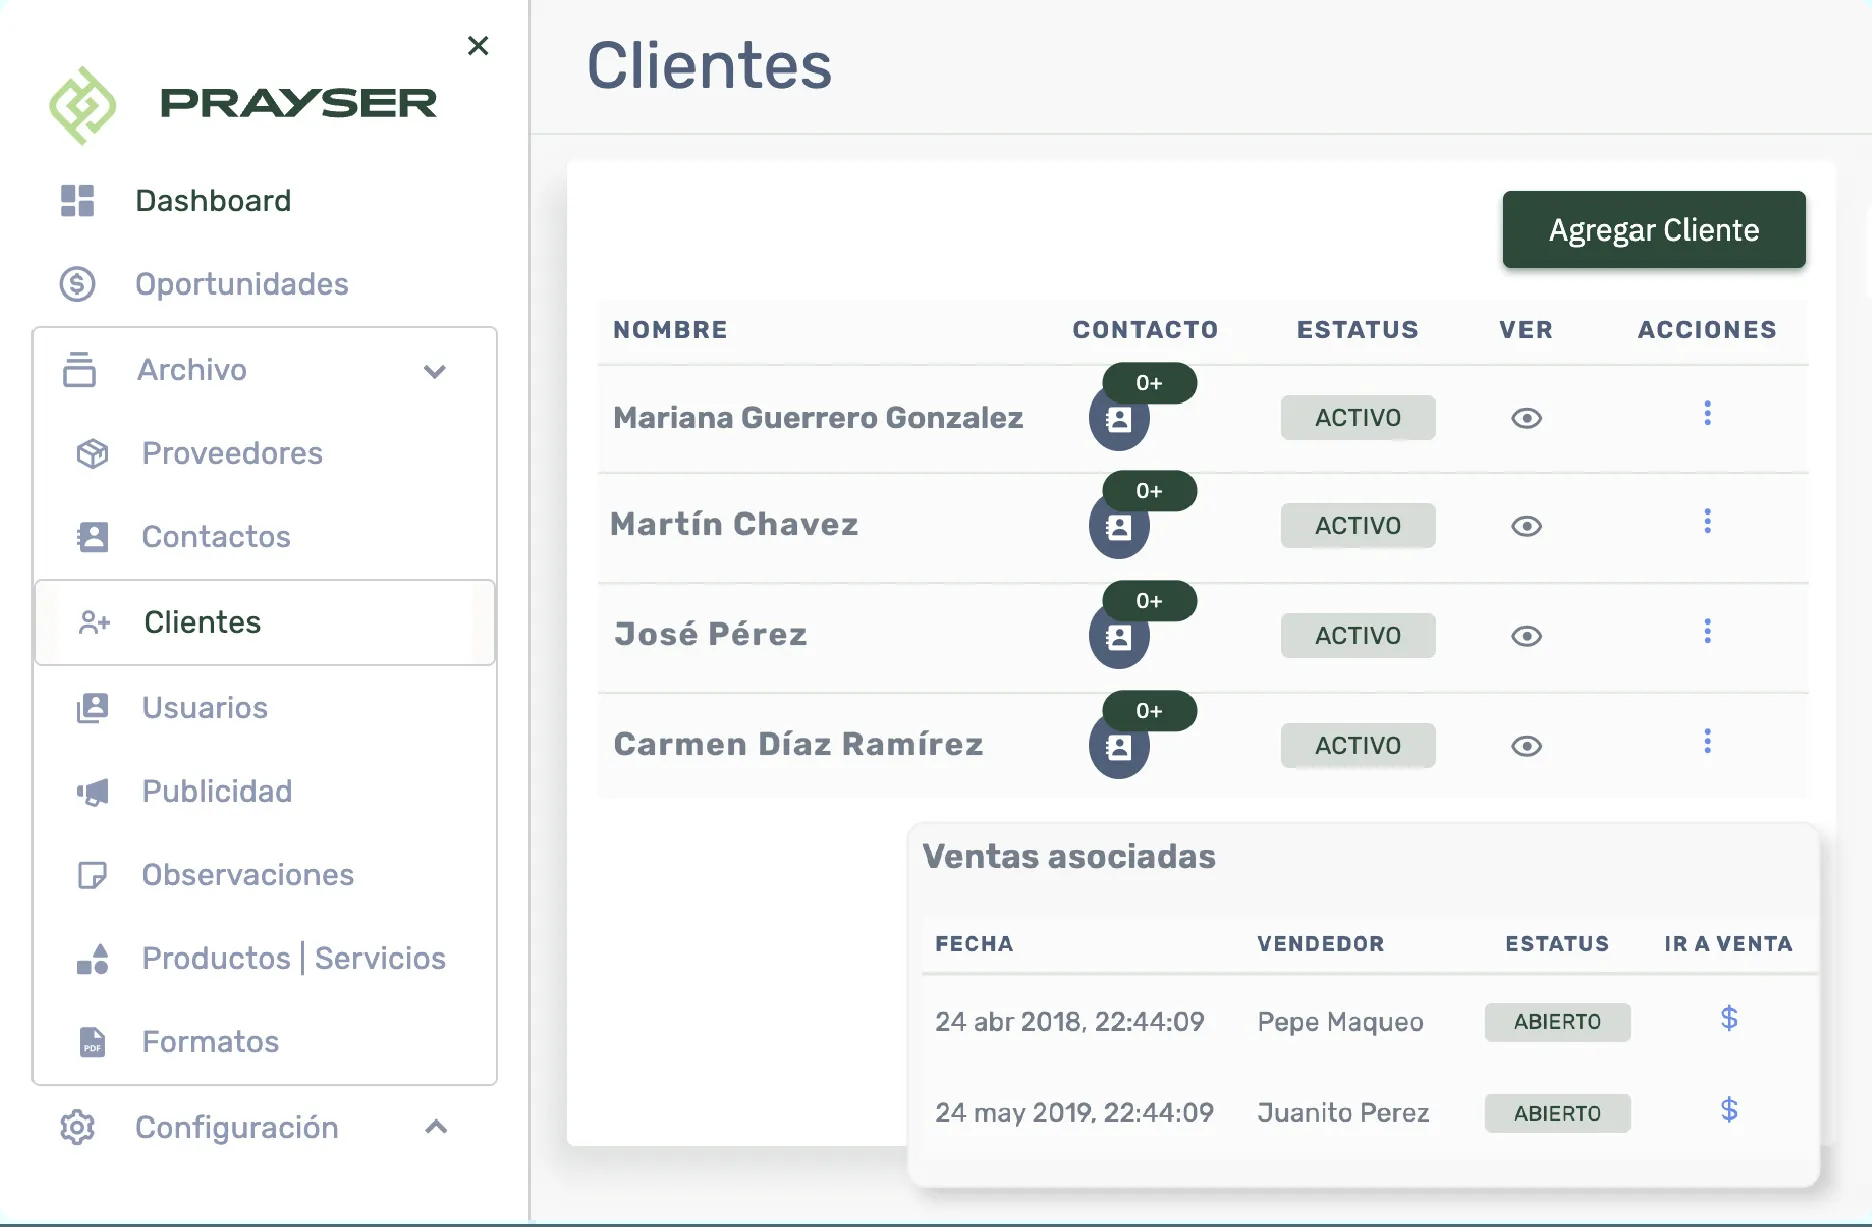 PRAYSER
Dashboard
Oportunidades
Archivo
Proveedores
Contactos
Clientes
Usuarios
Publicidad
Observaciones
Productos | Servicios
PDF
Formatos
Configuración
Clientes
Agregar Cliente
NOMBRE CONTACTO ESTATUS VER ACCIONES
0+
Mariana Guerrero Gonzalez ACTIVO
0+
Martín Chavez ACTIVO
0+
José Pérez ACTIVO
0+
Carmen Díaz Ramírez ACTIVO
Ventas asociadas
FECHA VENDEDOR ESTATUS IR A VENTA
24 abr 2018, 22:44:09 Pepe Maqueo ABIERTO $
24 may 2019, 22:44:09 Juanito Perez ABIERTO $